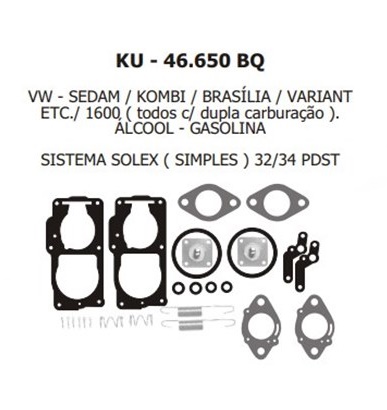 KU - 46.650 BQ
VW - SEDAM / KOMBI / BRASÍLIA / VARIANT
ETC./ 1600 ( todos c/ dupla carburação ).
ÁLCOOL - GASOLINA
SISTEMA SOLEX ( SIMPLES ) 32/34 PDST